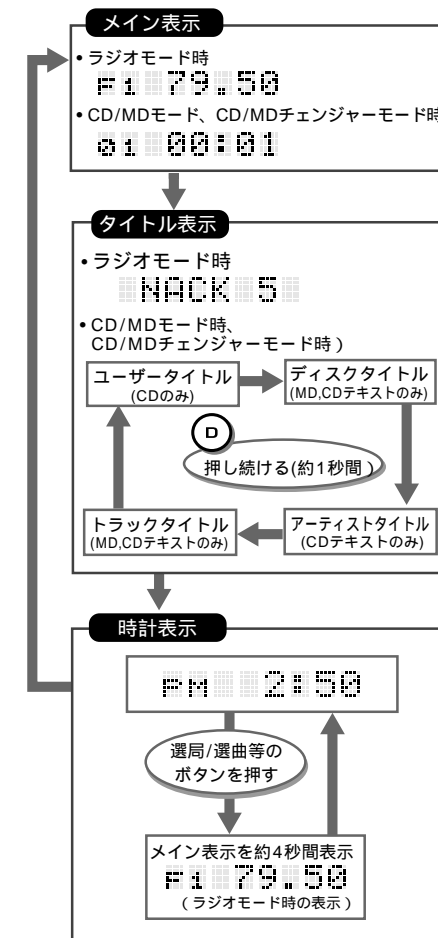 メイン表示
•ラジオモード時
F1 79.50
•CD/MDモード、CD/MDチェンジャーモード時
01 00:01
タイトル表示
•ラジオモード時
NACK 5
•CD/MDモード時、
CD/MDチェンジャーモード時)
ユーザータイトル
(CDのみ)
ディスクタイトル
(MD,CDテキストのみ)
D
押し続ける(約1秒間)
トラックタイトル
(MD,CDテキストのみ)
アーティストタイトル
(CDテキストのみ)
時計表示
PM 2:50
選局/選曲等の
ボタンを押す
メイン表示を約4秒間表示
F1 79.50
(ラジオモード時の表示)